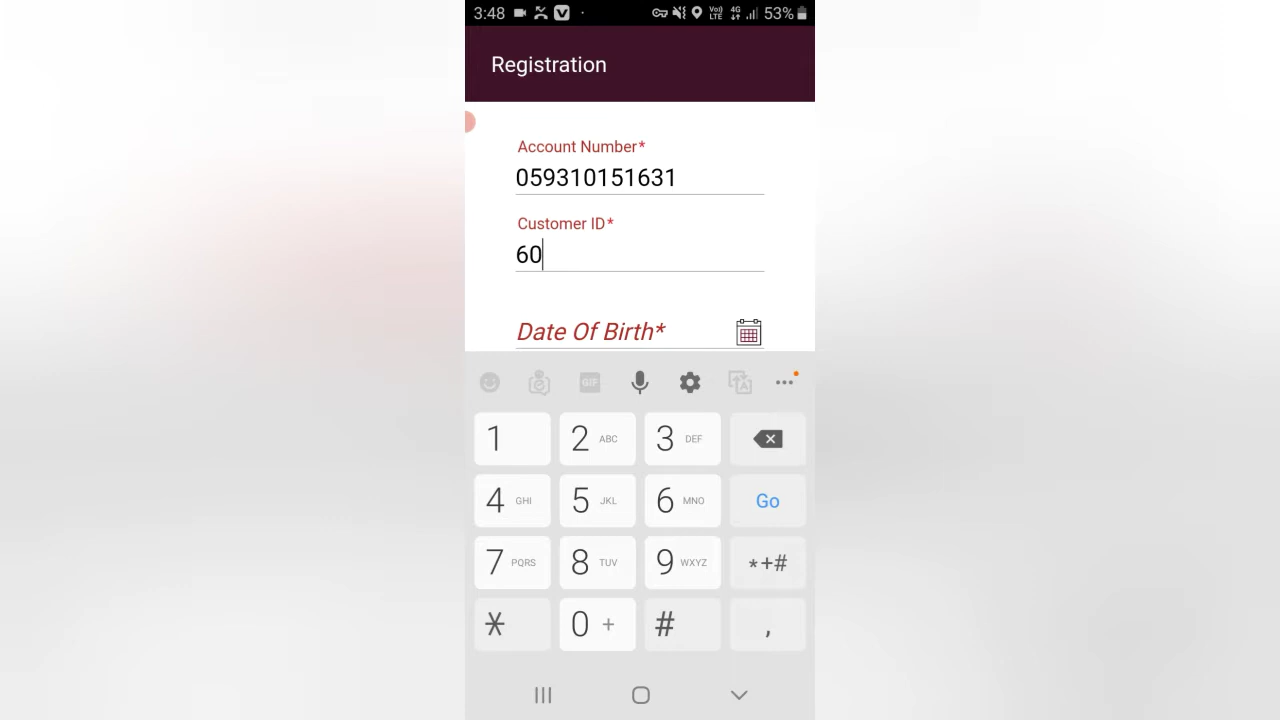 3:48 53%
Registration
Account Number*
059310151631
Customer ID*
60
Date Of Birth*
GIF
1 2 ABC 3 DEF
4 GHI 5 JKL 6 MNO Go
7 PQRS 8 TUV 9 WXYZ *+#
* 0 + # ,